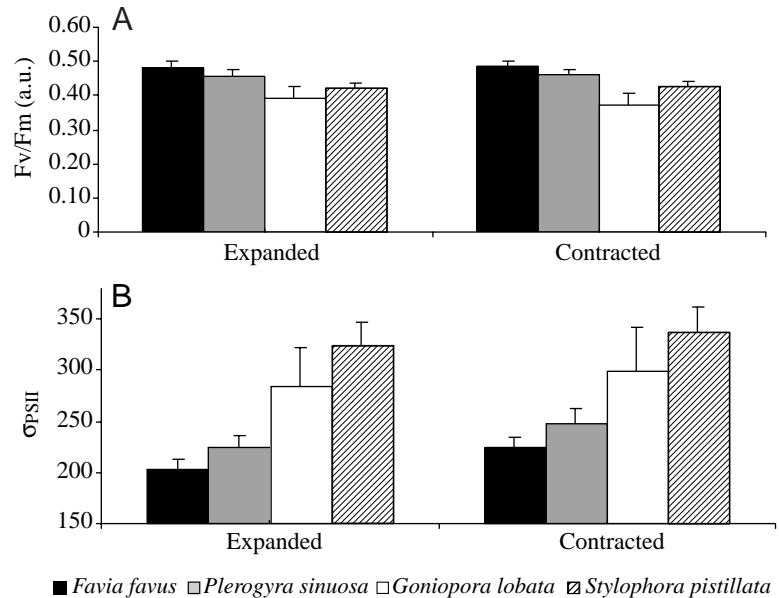 A
0.60
0.50
0.40
0.30
0.20
0.10
0
Fv/Fm (a.u.)
Expanded Contracted
B
350
300
250
200
150
σPSII
Expanded Contracted
Favia favus Plerogyra sinuosa Goniopora lobata Stylophora pistillata